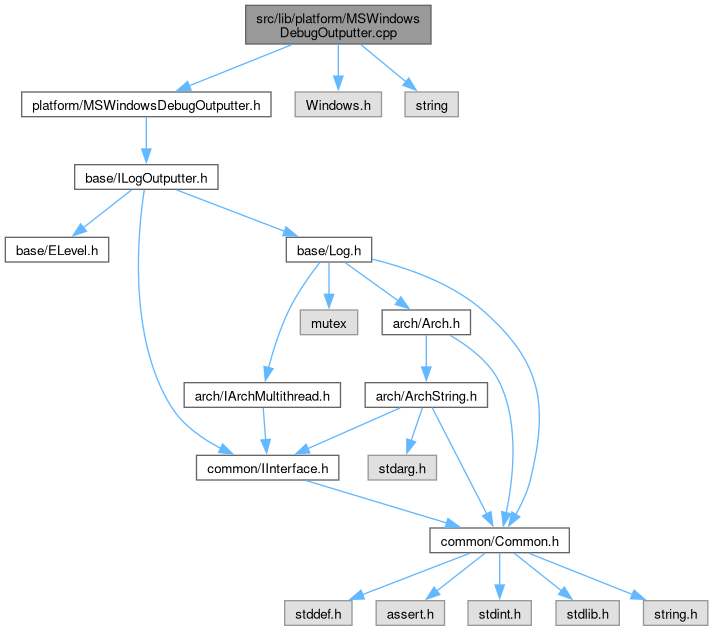 src/lib/platform/MSWindows
DebugOutputter.cpp
platform/MSWindowsDebugOutputter.h
Windows.h
string
base/ILogOutputter.h
base/ELevel.h
base/Log.h
mutex
arch/Arch.h
arch/IArchMultithread.h
arch/ArchString.h
common/IInterface.h
stdarg.h
common/Common.h
stddef.h
assert.h
stdint.h
stdlib.h
string.h